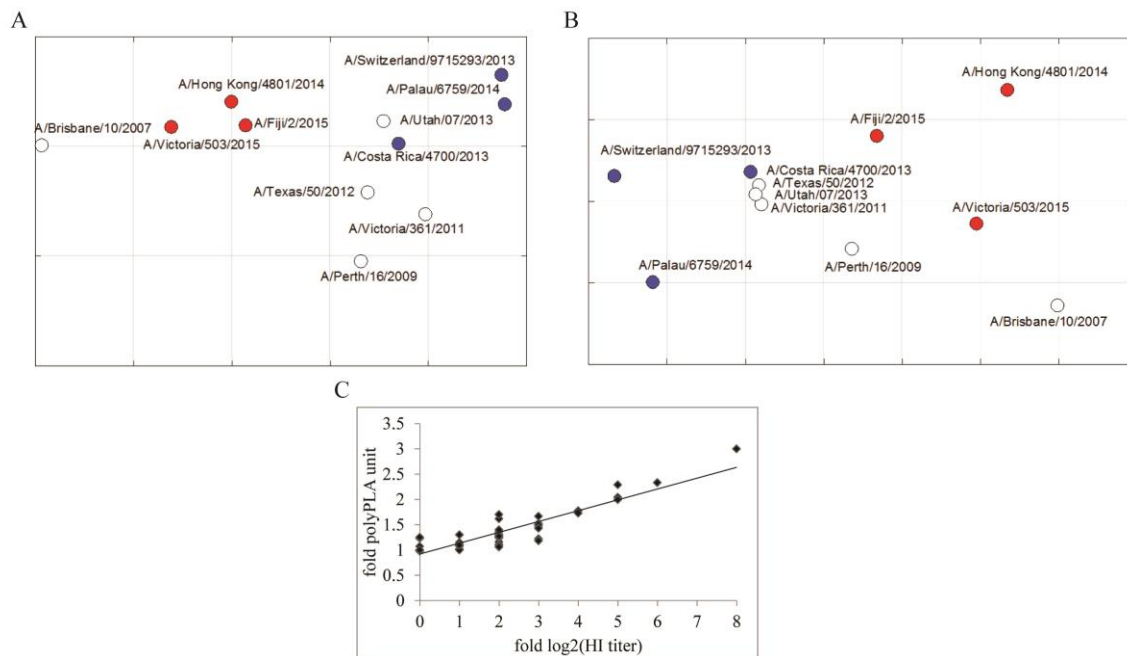 A
A/Switzerland/9715293/2013
A/Hong Kong/4801/2014
A/Palau/6759/2014
A/Brisbane/10/2007
A/Fiji/2/2015
A/Utah/07/2013
A/Victoria/503/2015
A/Costa Rica/4700/2013
A/Texas/50/2012
A/Victoria/361/2011
A/Perth/16/2009
B
A/Hong Kong/4801/2014
A/Fiji/2/2015
A/Switzerland/9715293/2013
A/Costa Rica/4700/2013
A/Texas/50/2012
A/Utah/07/2013
A/Victoria/361/2011
A/Victoria/503/2015
A/Perth/16/2009
A/Palau/6759/2014
A/Brisbane/10/2007
C
fold polyPLA unit
3.5
3
2.5
2
1.5
1
0.5
0
0 1 2 3 4 5 6 7 8
fold log2(HI titer)